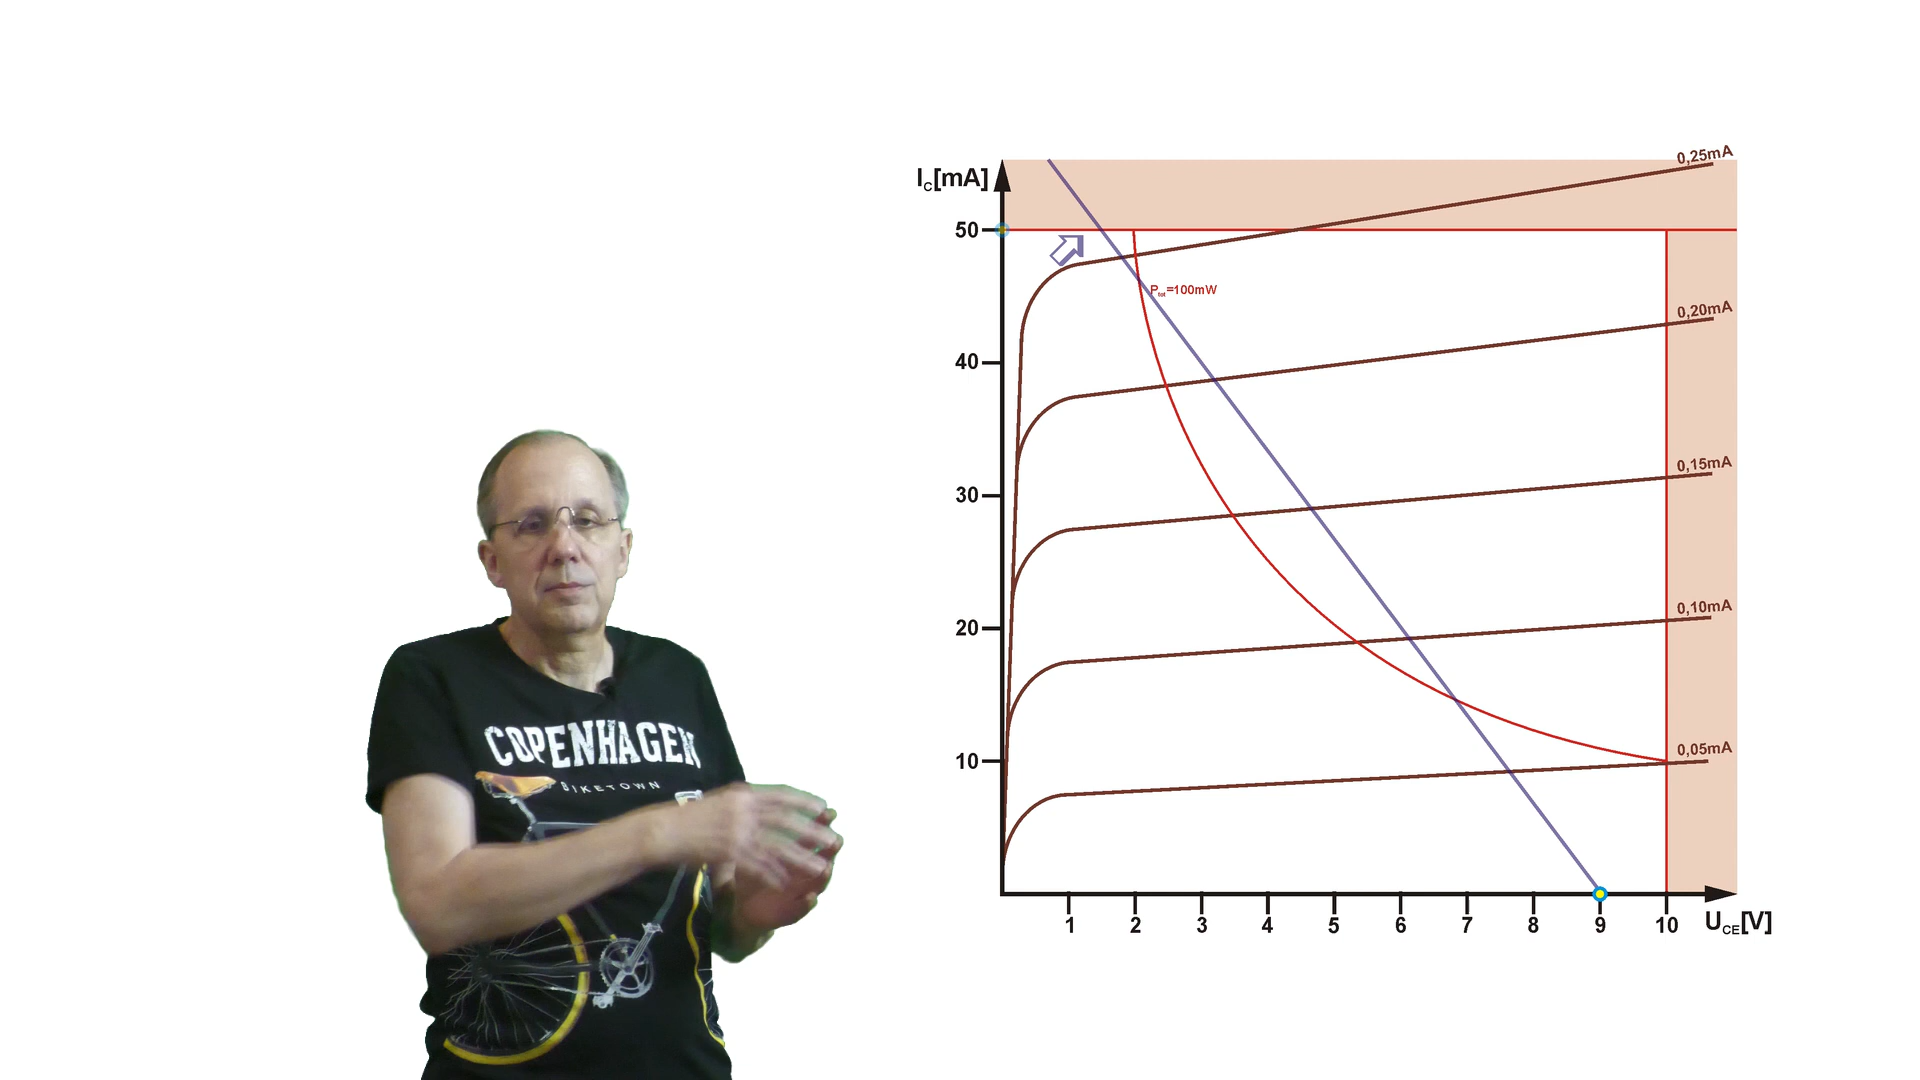 I_C[mA]
0,25mA
50
P_tot=100mW
0,20mA
40
0,15mA
30
0,10mA
20
0,05mA
10
1 2 3 4 5 6 7 8 9 10 U_CE[V]
COPENHAGEN
BIKETOWN